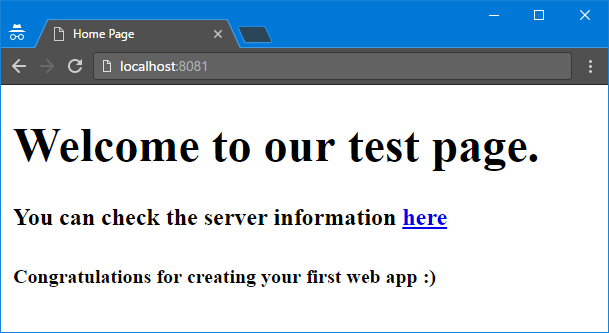 Home Page
localhost:8081
Welcome to our test page.
You can check the server information here
Congratulations for creating your first web app :)